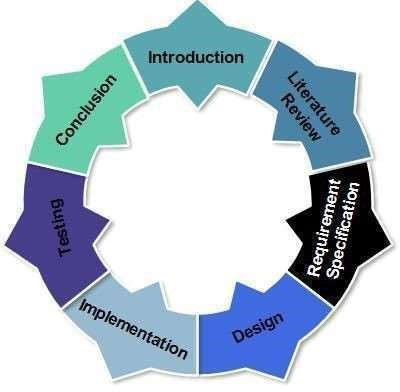 Introduction
Literature
Review
Requirement
Specification
Design
Implementation
Testing
Conclusion